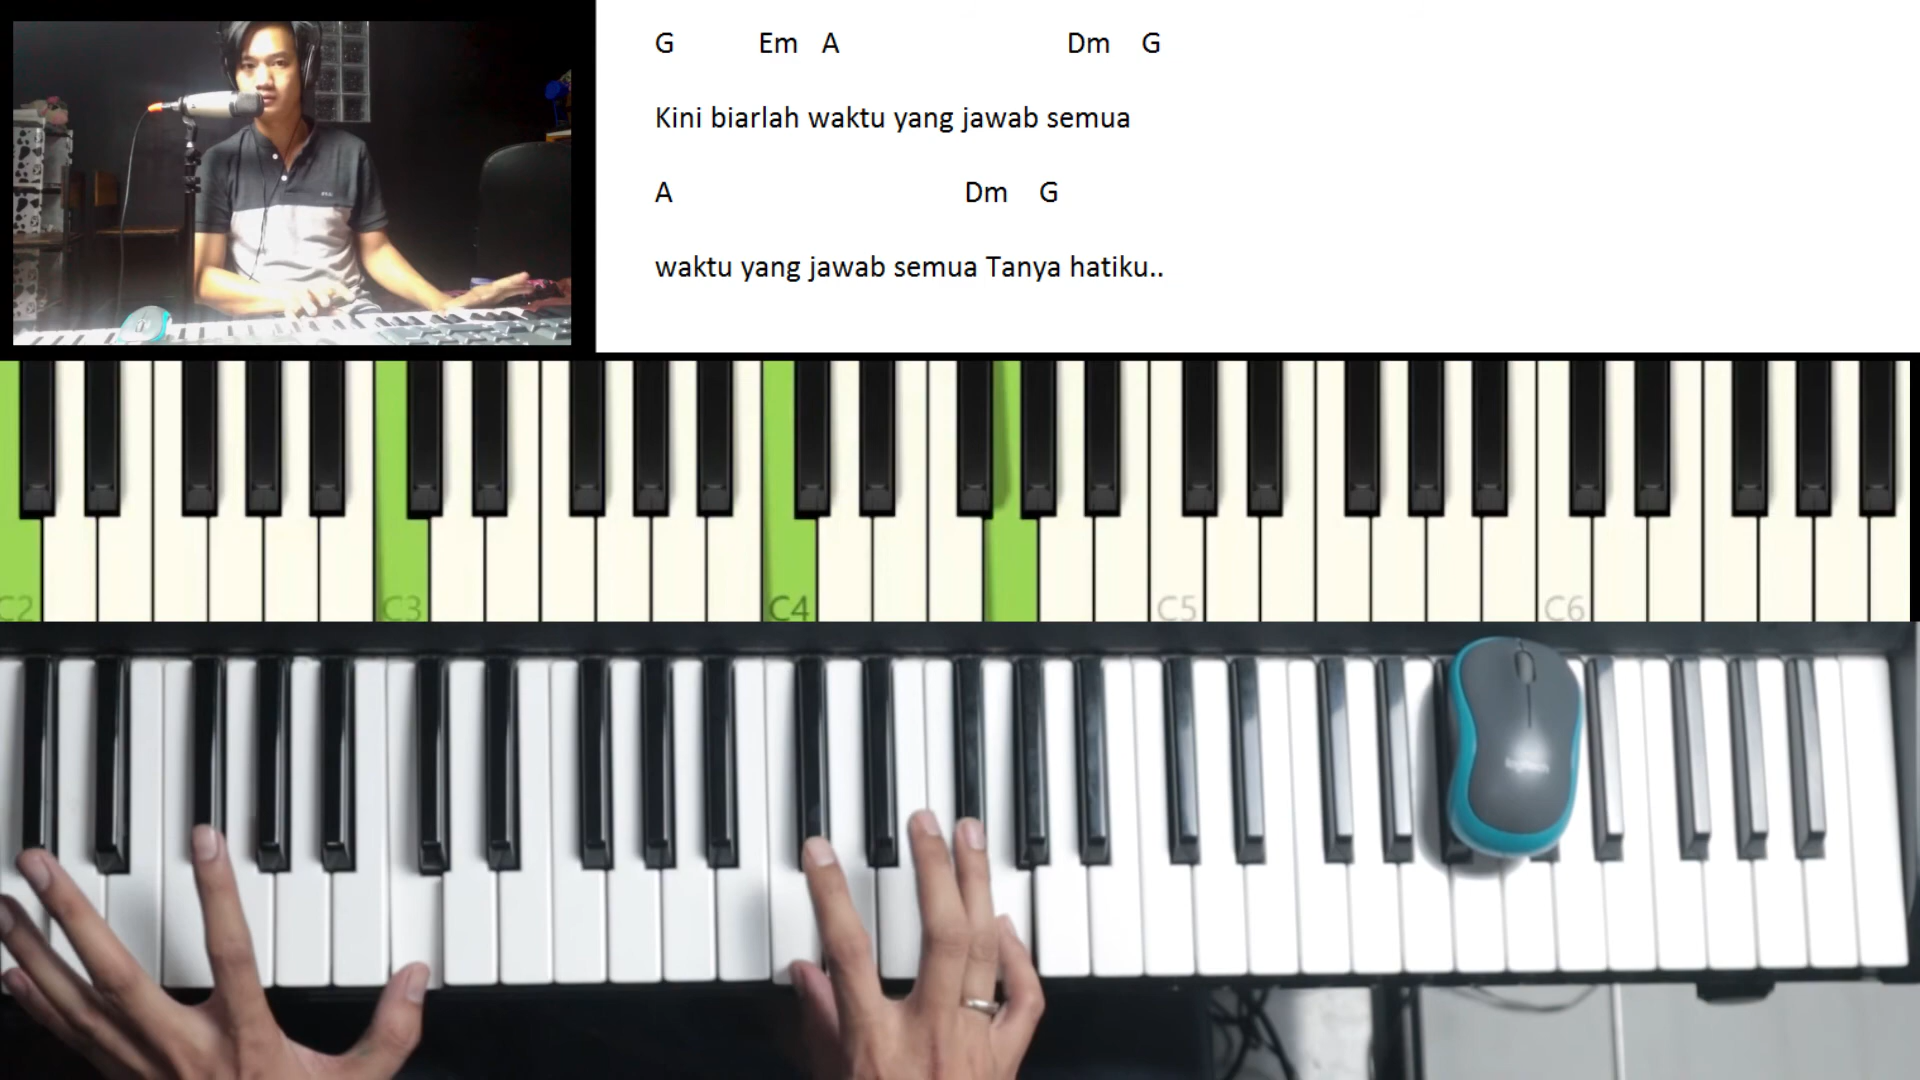 G Em A Dm G
Kini biarlah waktu yang jawab semua
A Dm G
waktu yang jawab semua Tanya hatiku..
C2 C3 C4 C5 C6
logitech